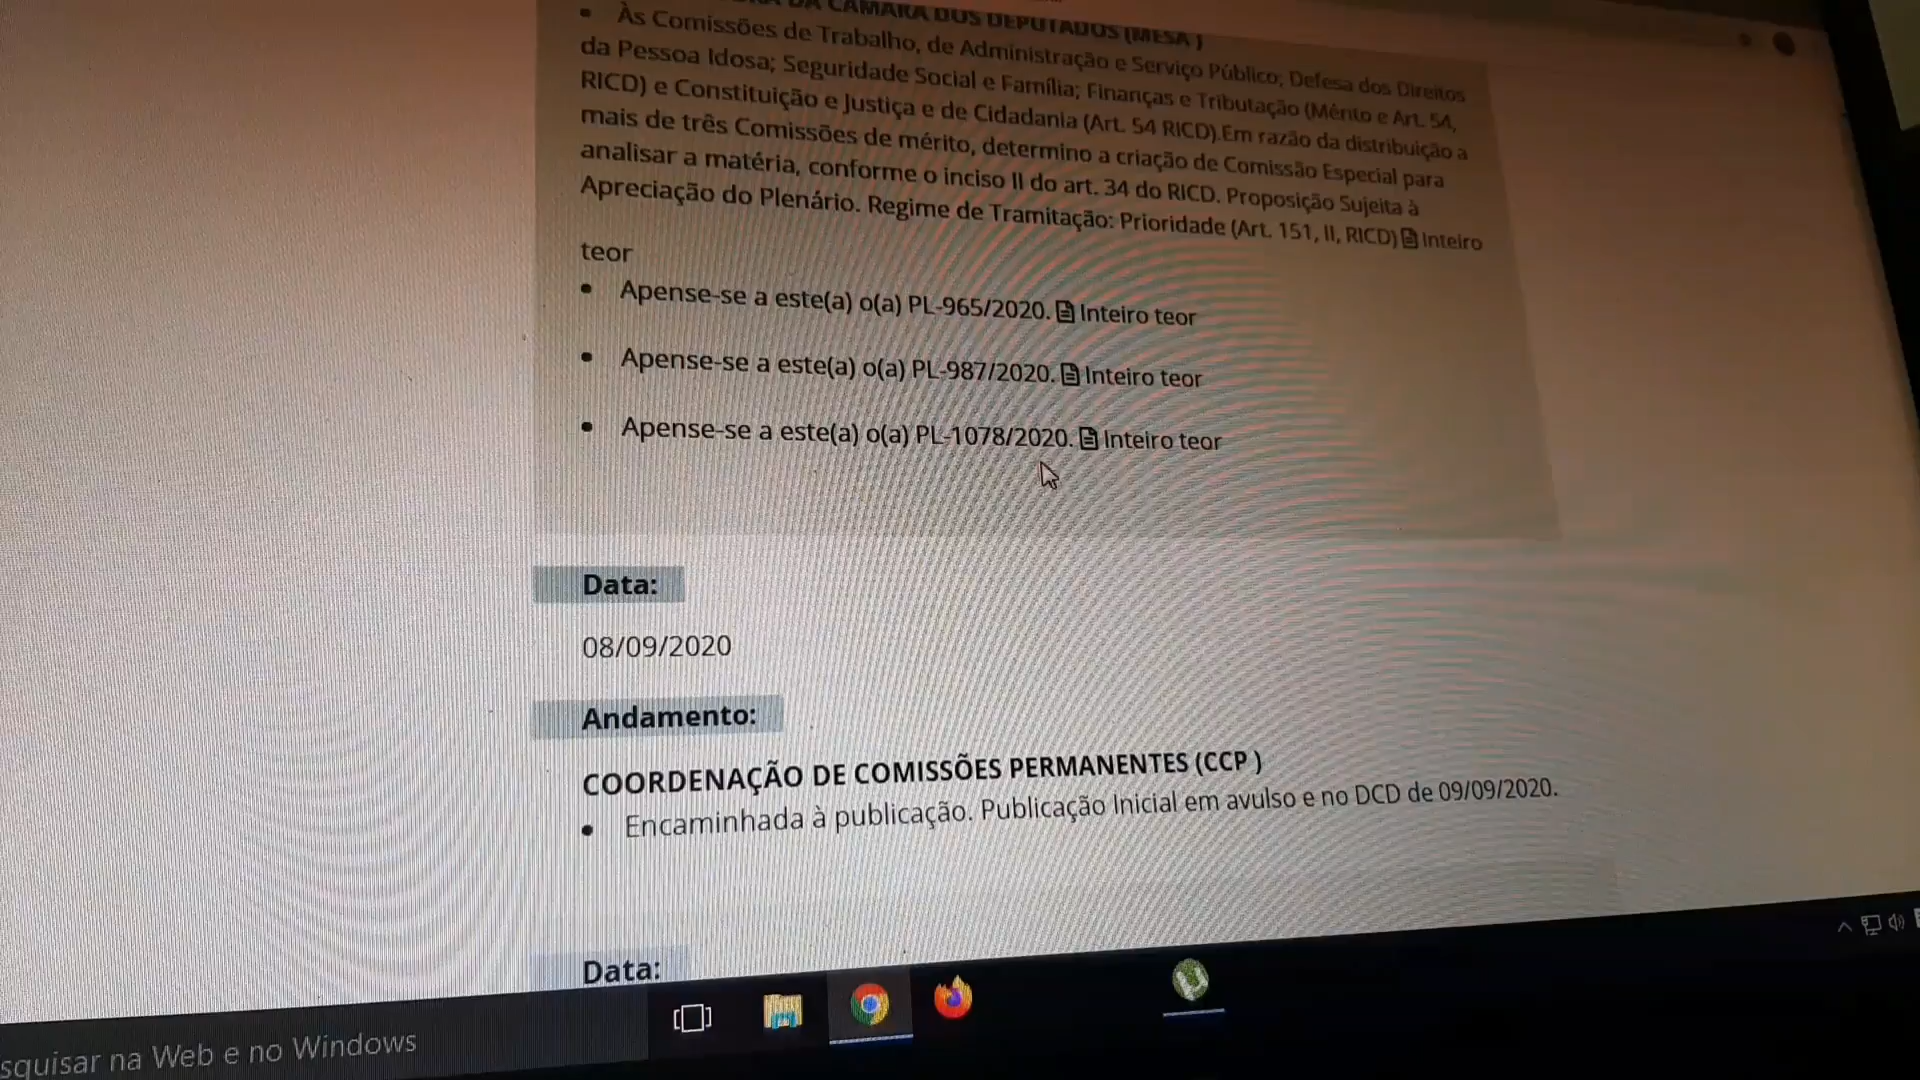 DA CÂMARA DOS DEPUTADOS (MESA )
• Às Comissões de Trabalho, de Administração e Serviço Público; Defesa dos Direitos
da Pessoa Idosa; Seguridade Social e Família; Finanças e Tributação (Mérito e Art. 54,
RICD) e Constituição e Justiça e de Cidadania (Art. 54 RICD).Em razão da distribuição a
mais de três Comissões de mérito, determino a criação de Comissão Especial para
analisar a matéria, conforme o inciso II do art. 34 do RICD. Proposição Sujeita à
Apreciação do Plenário. Regime de Tramitação: Prioridade (Art. 151, II, RICD) Inteiro
teor
• Apense-se a este(a) o(a) PL-965/2020. Inteiro teor
• Apense-se a este(a) o(a) PL-987/2020. Inteiro teor
• Apense-se a este(a) o(a) PL-1078/2020. Inteiro teor
Data:
08/09/2020
Andamento:
COORDENAÇÃO DE COMISSÕES PERMANENTES (CCP )
• Encaminhada à publicação. Publicação Inicial em avulso e no DCD de 09/09/2020.
Data:
squisar na Web e no Windows